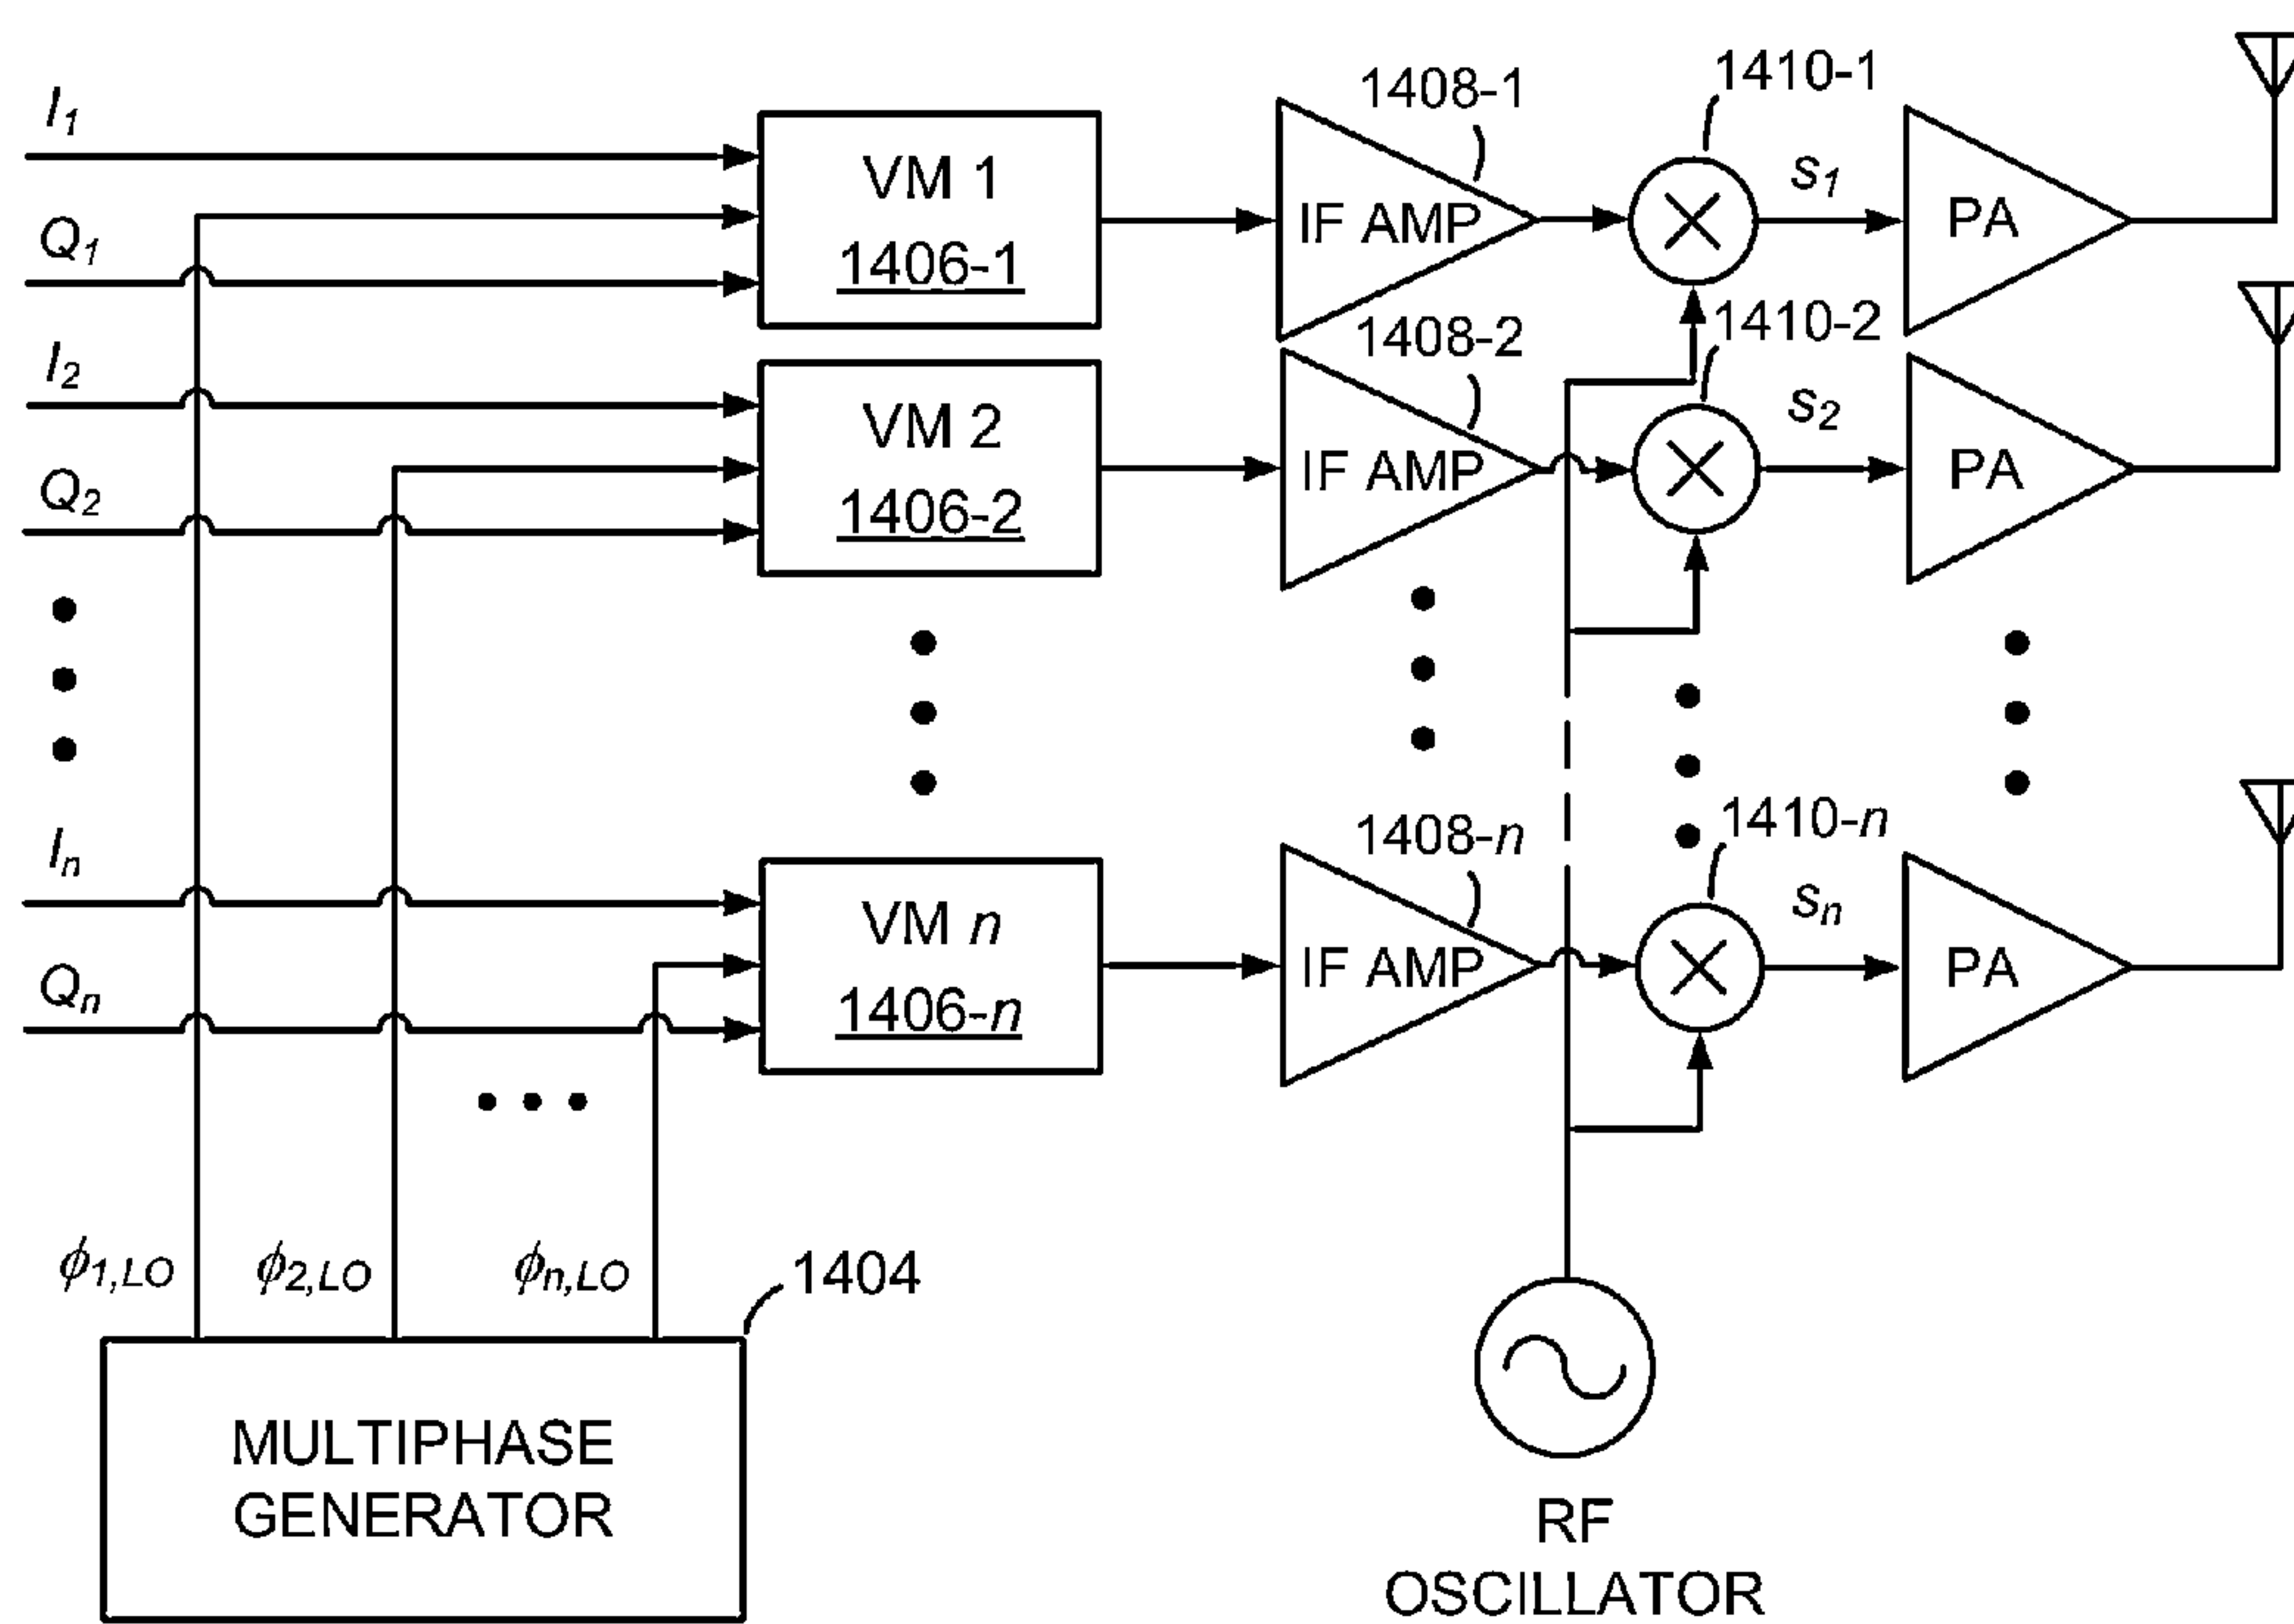 1408-1
1410-1
I1
VM 1
1406-1
IF AMP
s1
PA
Q1
1408-2
1410-2
I2
VM 2
1406-2
IF AMP
s2
PA
Q2
1408-n
1410-n
In
VM n
1406-n
IF AMP
sn
PA
Qn
ϕ1,LO
ϕ2,LO
ϕn,LO
1404
MULTIPHASE
GENERATOR
RF
OSCILLATOR